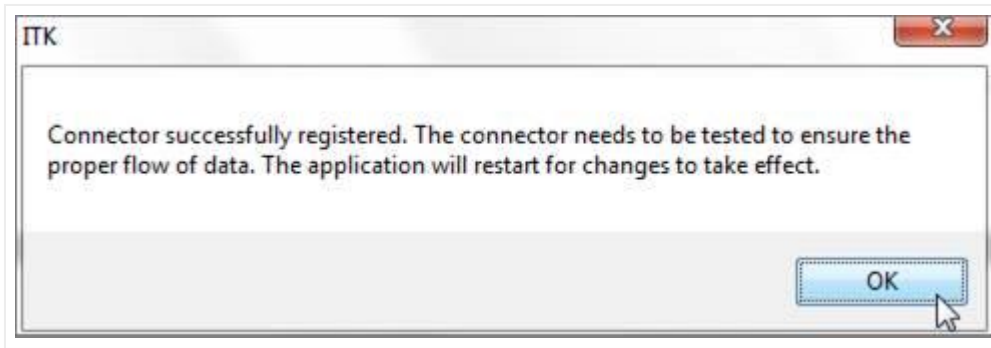 ITK
Connector successfully registered. The connector needs to be tested to ensure the
proper flow of data. The application will restart for changes to take effect.
OK